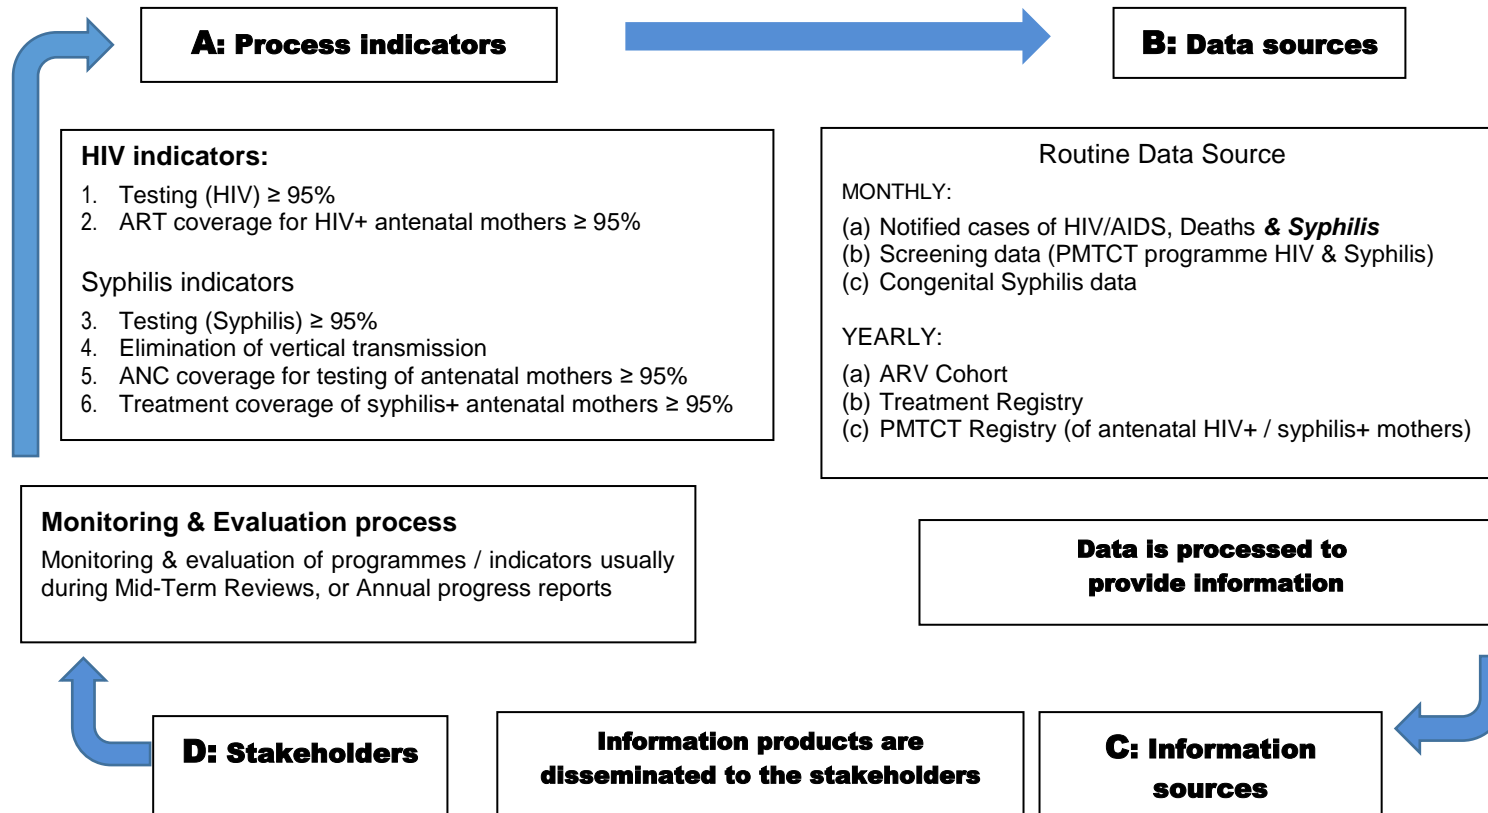 A: Process indicators
B: Data sources
HIV indicators:
1. Testing (HIV) ≥ 95%
2. ART coverage for HIV+ antenatal mothers ≥ 95%
Syphilis indicators
3. Testing (Syphilis) ≥ 95%
4. Elimination of vertical transmission
5. ANC coverage for testing of antenatal mothers ≥ 95%
6. Treatment coverage of syphilis+ antenatal mothers ≥ 95%
Routine Data Source
MONTHLY:
(a) Notified cases of HIV/AIDS, Deaths & Syphilis
(b) Screening data (PMTCT programme HIV & Syphilis)
(c) Congenital Syphilis data
YEARLY:
(a) ARV Cohort
(b) Treatment Registry
(c) PMTCT Registry (of antenatal HIV+ / syphilis+ mothers)
Monitoring & Evaluation process
Monitoring & evaluation of programmes / indicators usually
during Mid-Term Reviews, or Annual progress reports
Data is processed to
provide information
D: Stakeholders
Information products are
disseminated to the stakeholders
C: Information
sources